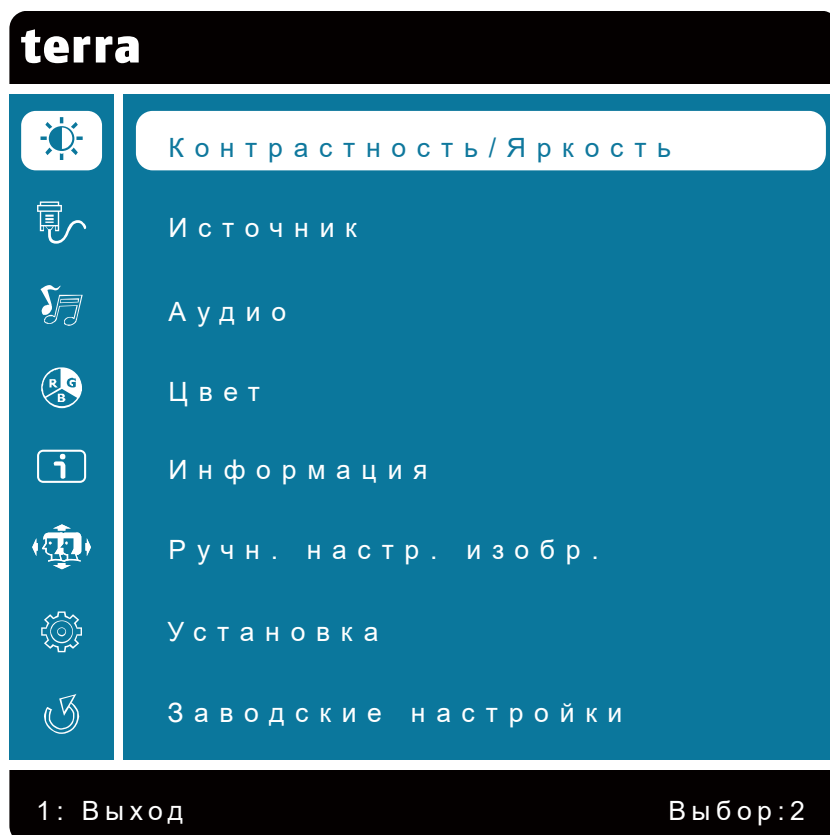 terra
Контрастность/Яркость
Источник
Аудио
R G
B
Цвет
i
Информация
Ручн. настр. изобр.
Установка
Заводские настройки
1: Выход Выбор:2